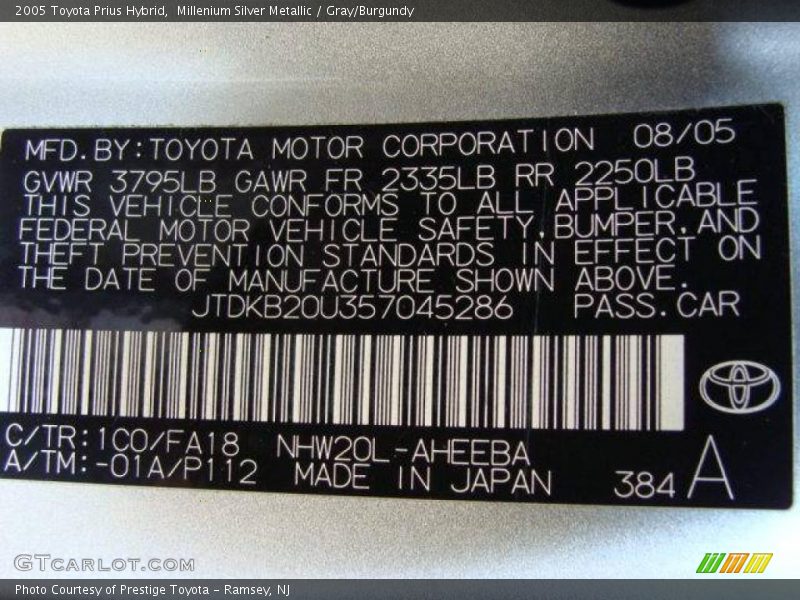 2005 Toyota Prius Hybrid, Millenium Silver Metallic / Gray/Burgundy
MFD.BY:TOYOTA MOTOR CORPORATION 08/05
GVWR 3795LB GAWR FR 2335LB RR 2250LB
THIS VEHICLE CONFORMS TO ALL APPLICABLE
FEDERAL MOTOR VEHICLE SAFETY,BUMPER,AND
THEFT PREVENTION STANDARDS IN EFFECT ON
THE DATE OF MANUFACTURE SHOWN ABOVE.
JTDKB20U357045286 PASS.CAR
C/TR:1C0/FA18 NHW20L-AHEEBA
A/TM:-01A/P112 MADE IN JAPAN 384 A
GTCARLOT.COM
Photo Courtesy of Prestige Toyota - Ramsey, NJ